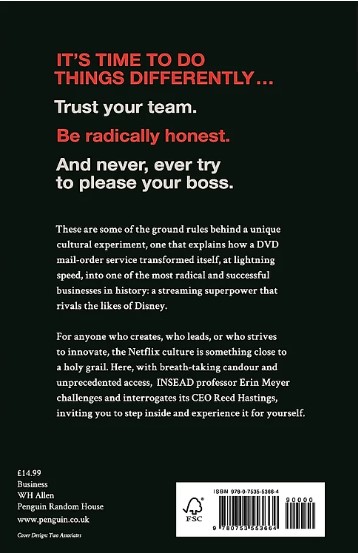 IT'S TIME TO DO
THINGS DIFFERENTLY...
Trust your team.
Be radically honest.
And never, ever try
to please your boss.
These are some of the ground rules behind a unique
cultural experiment, one that explains how a DVD
mail-order service transformed itself, at lightning
speed, into one of the most radical and successful
businesses in history: a streaming superpower that
rivals the likes of Disney.
For anyone who creates, who leads, or who strives
to innovate, the Netflix culture is something close to
a holy grail. Here, with breath-taking candour and
unprecedented access, INSEAD professor Erin Meyer
challenges and interrogates its CEO Reed Hastings,
inviting you to step inside and experience it for yourself.
£14.99
Business
WH Allen
Penguin Random House
www.penguin.co.uk
Cover Design: Two Associates
FSC
ISBN 978-0-7535-5366-4
90000
9 780753 553664